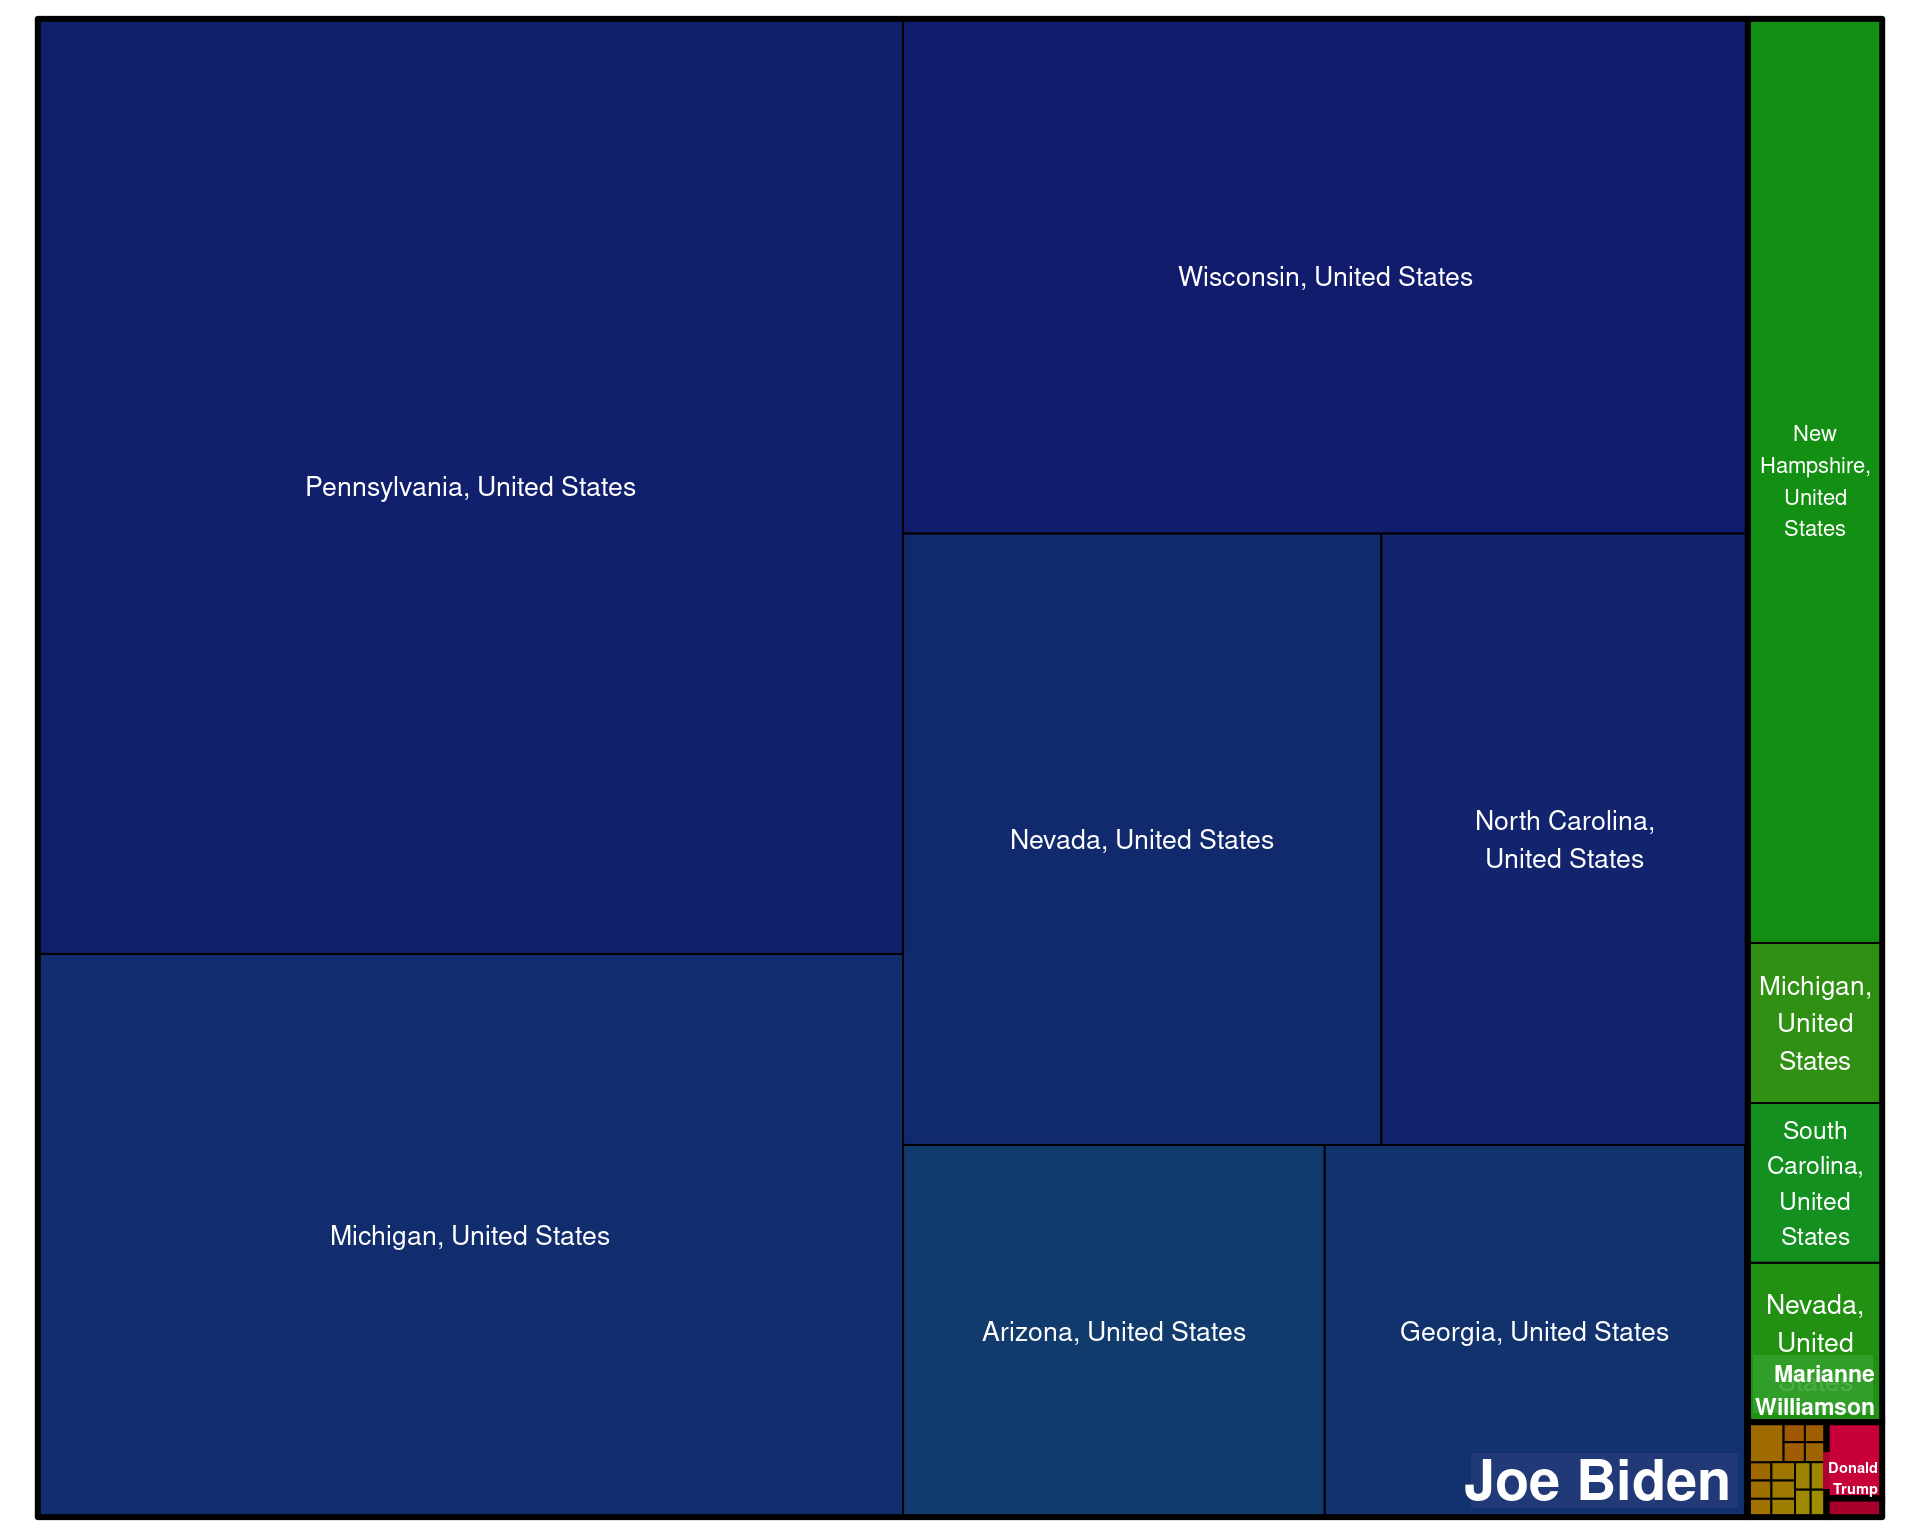 Pennsylvania, United States
Wisconsin, United States
New
Hampshire,
United
States
Nevada, United States
North Carolina,
United States
Michigan,
United
States
South
Carolina,
United
States
Michigan, United States
Arizona, United States
Georgia, United States
Nevada,
United
States
Marianne
Williamson
Joe Biden
Donald
Trump